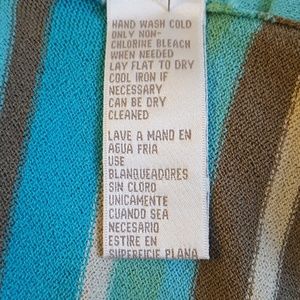 HAND WASH COLD
ONLY NON-
CHLORINE BLEACH
WHEN NEEDED
LAY FLAT TO DRY
COOL IRON IF
NECESSARY
CAN BE DRY
CLEANED
LAVE A MANO EN
AGUA FRIA
USE
BLANQUEADORES
SIN CLORO
UNICAMENTE
CUANDO SEA
NECESARIO
ESTIRE EN
SUPERFICIE PLANA